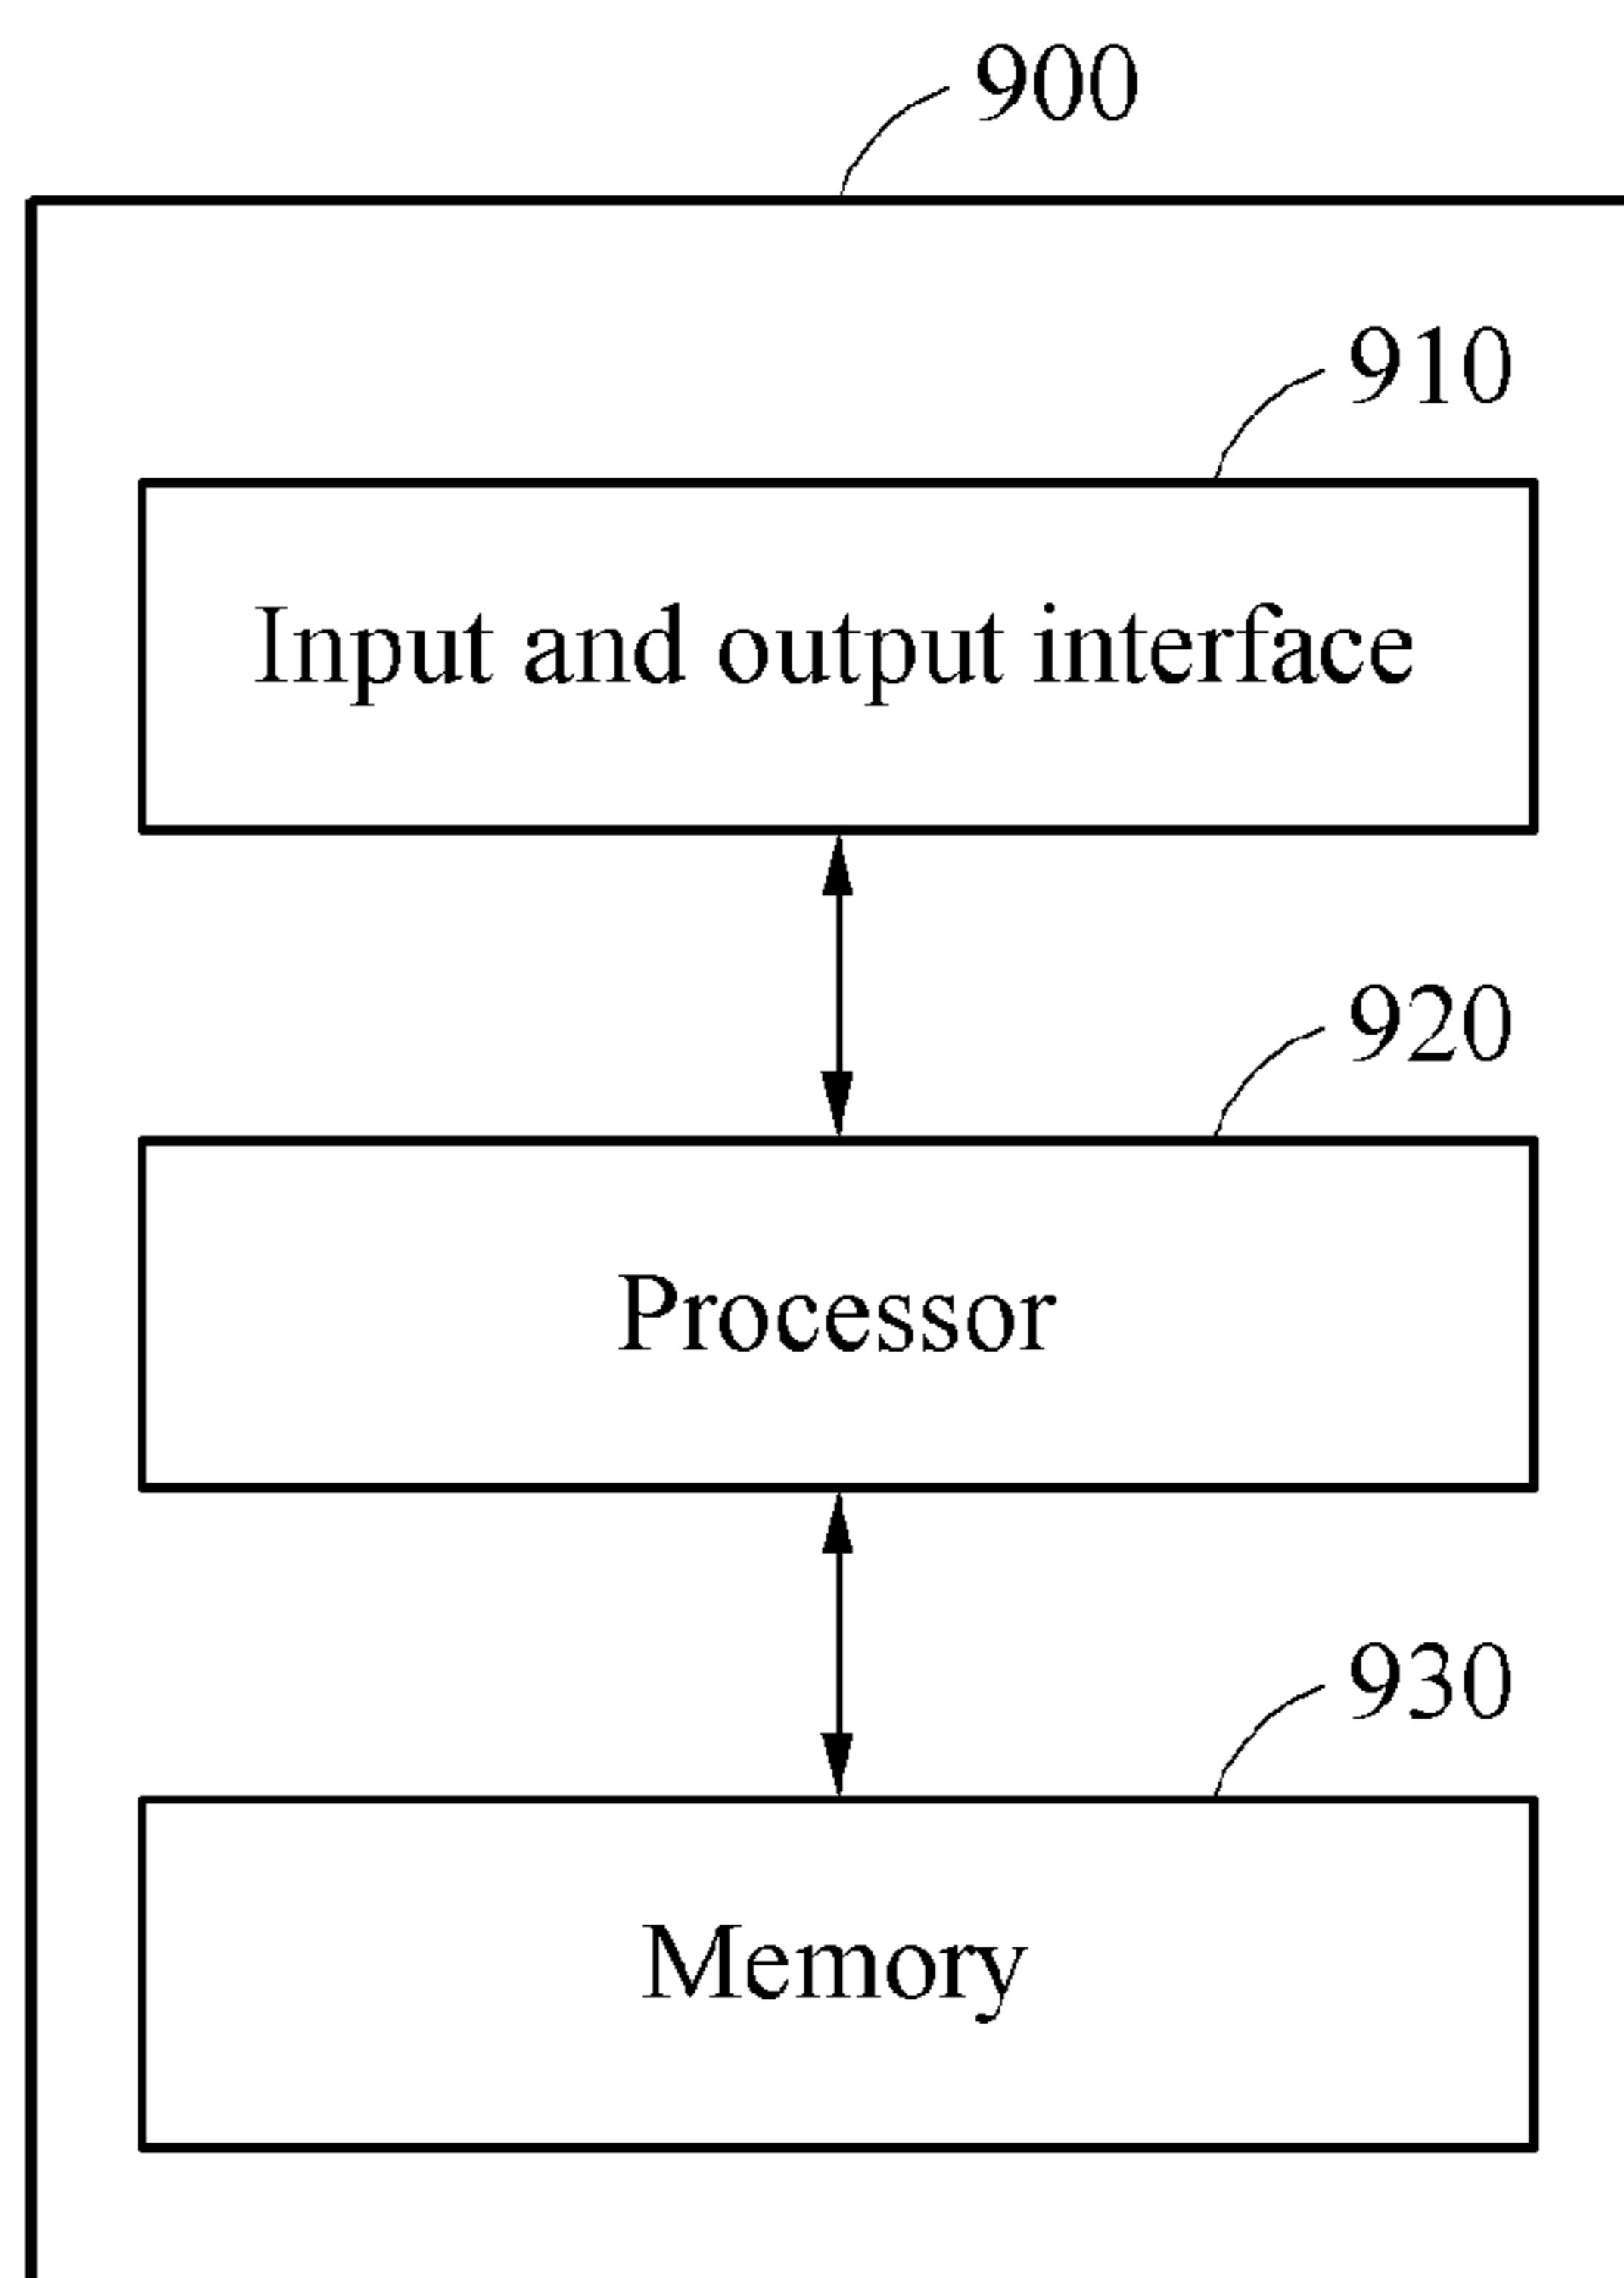 900
910
Input and output interface
920
Processor
930
Memory